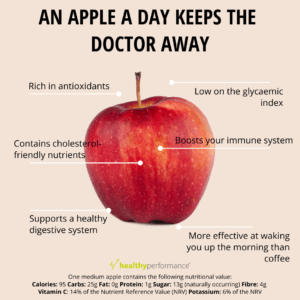 AN APPLE A DAY KEEPS THE
DOCTOR AWAY
Rich in antioxidants
Low on the glycaemic
index
Contains cholesterol-
friendly nutrients
Boosts your immune system
Supports a healthy
digestive system
More effective at waking
you up the morning than
coffee
healthyperformance
One medium apple contains the following nutritional value:
Calories: 95 Carbs: 25g Fat: 0g Protein: 1g Sugar: 13g (naturally occurring) Fibre: 4g
Vitamin C: 14% of the Nutrient Reference Value (NRV) Potassium: 6% of the NRV